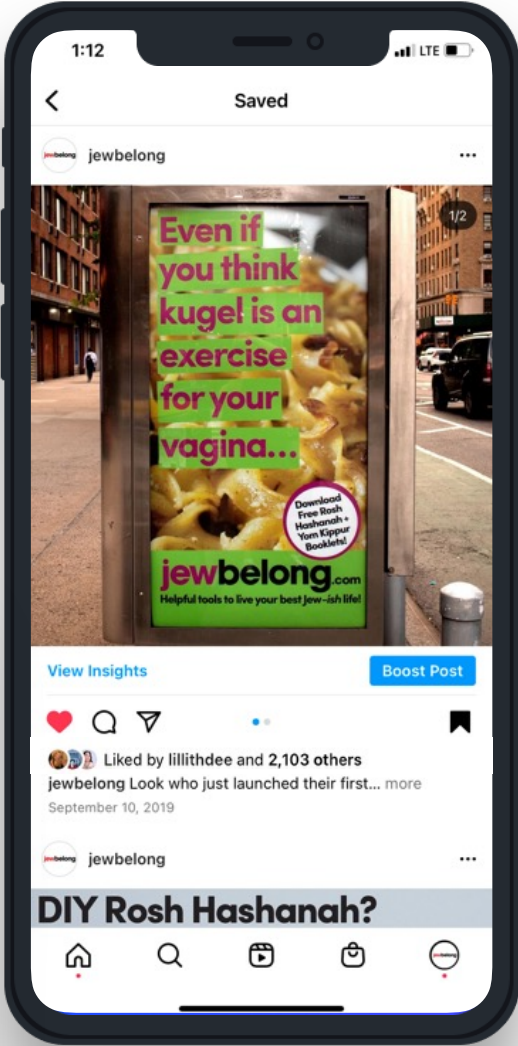 1:12
LTE
Saved
jewbelong
jewbelong
1/2
Even if
you think
kugel is an
exercise
for your
vagina...
Download
Free Rosh
Hashanah +
Yom Kippur
Booklets!
jewbelong.com
Helpful tools to live your best jew-ish life!
View Insights
Boost Post
Liked by lillithdee and 2,103 others
jewbelong Look who just launched their first... more
September 10, 2019
jewbelong
jewbelong
DIY Rosh Hashanah?
jewbelong